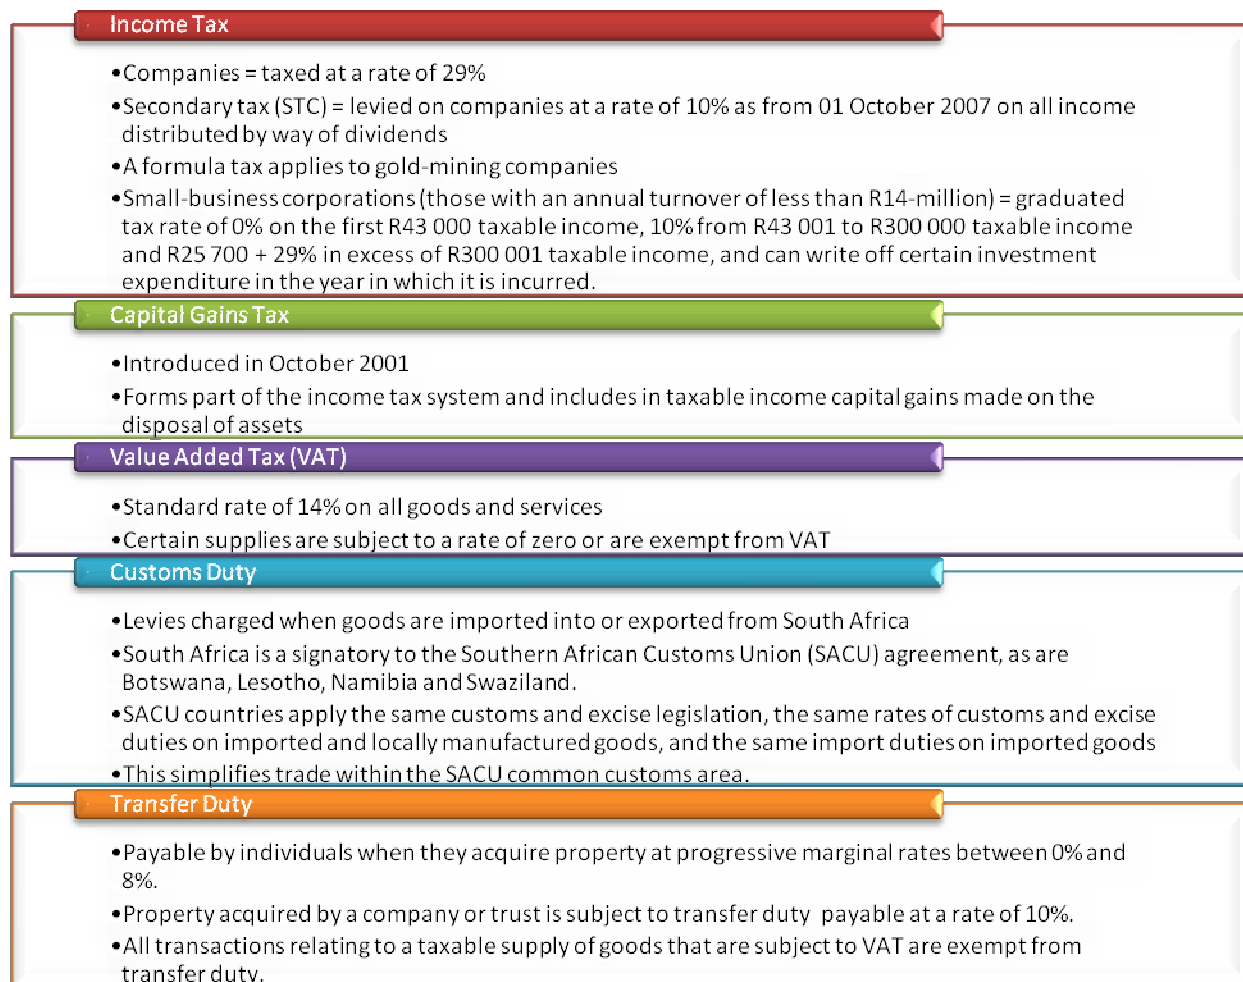 Income Tax
•Companies = taxed at a rate of 29%
•Secondary tax (STC) = levied on companies at a rate of 10% as from 01 October 2007 on all income
distributed by way of dividends
•A formula tax applies to gold-mining companies
•Small-business corporations (those with an annual turnover of less than R14-million) = graduated
tax rate of 0% on the first R43 000 taxable income, 10% from R43 001 to R300 000 taxable income
and R25 700 + 29% in excess of R300 001 taxable income, and can write off certain investment
expenditure in the year in which it is incurred.
Capital Gains Tax
•Introduced in October 2001
•Forms part of the income tax system and includes in taxable income capital gains made on the
disposal of assets
Value Added Tax (VAT)
•Standard rate of 14% on all goods and services
•Certain supplies are subject to a rate of zero or are exempt from VAT
Customs Duty
•Levies charged when goods are imported into or exported from South Africa
•South Africa is a signatory to the Southern African Customs Union (SACU) agreement, as are
Botswana, Lesotho, Namibia and Swaziland.
•SACU countries apply the same customs and excise legislation, the same rates of customs and excise
duties on imported and locally manufactured goods, and the same import duties on imported goods
•This simplifies trade within the SACU common customs area.
Transfer Duty
•Payable by individuals when they acquire property at progressive marginal rates between 0% and
8%.
•Property acquired by a company or trust is subject to transfer duty payable at a rate of 10%.
•All transactions relating to a taxable supply of goods that are subject to VAT are exempt from
transfer duty.